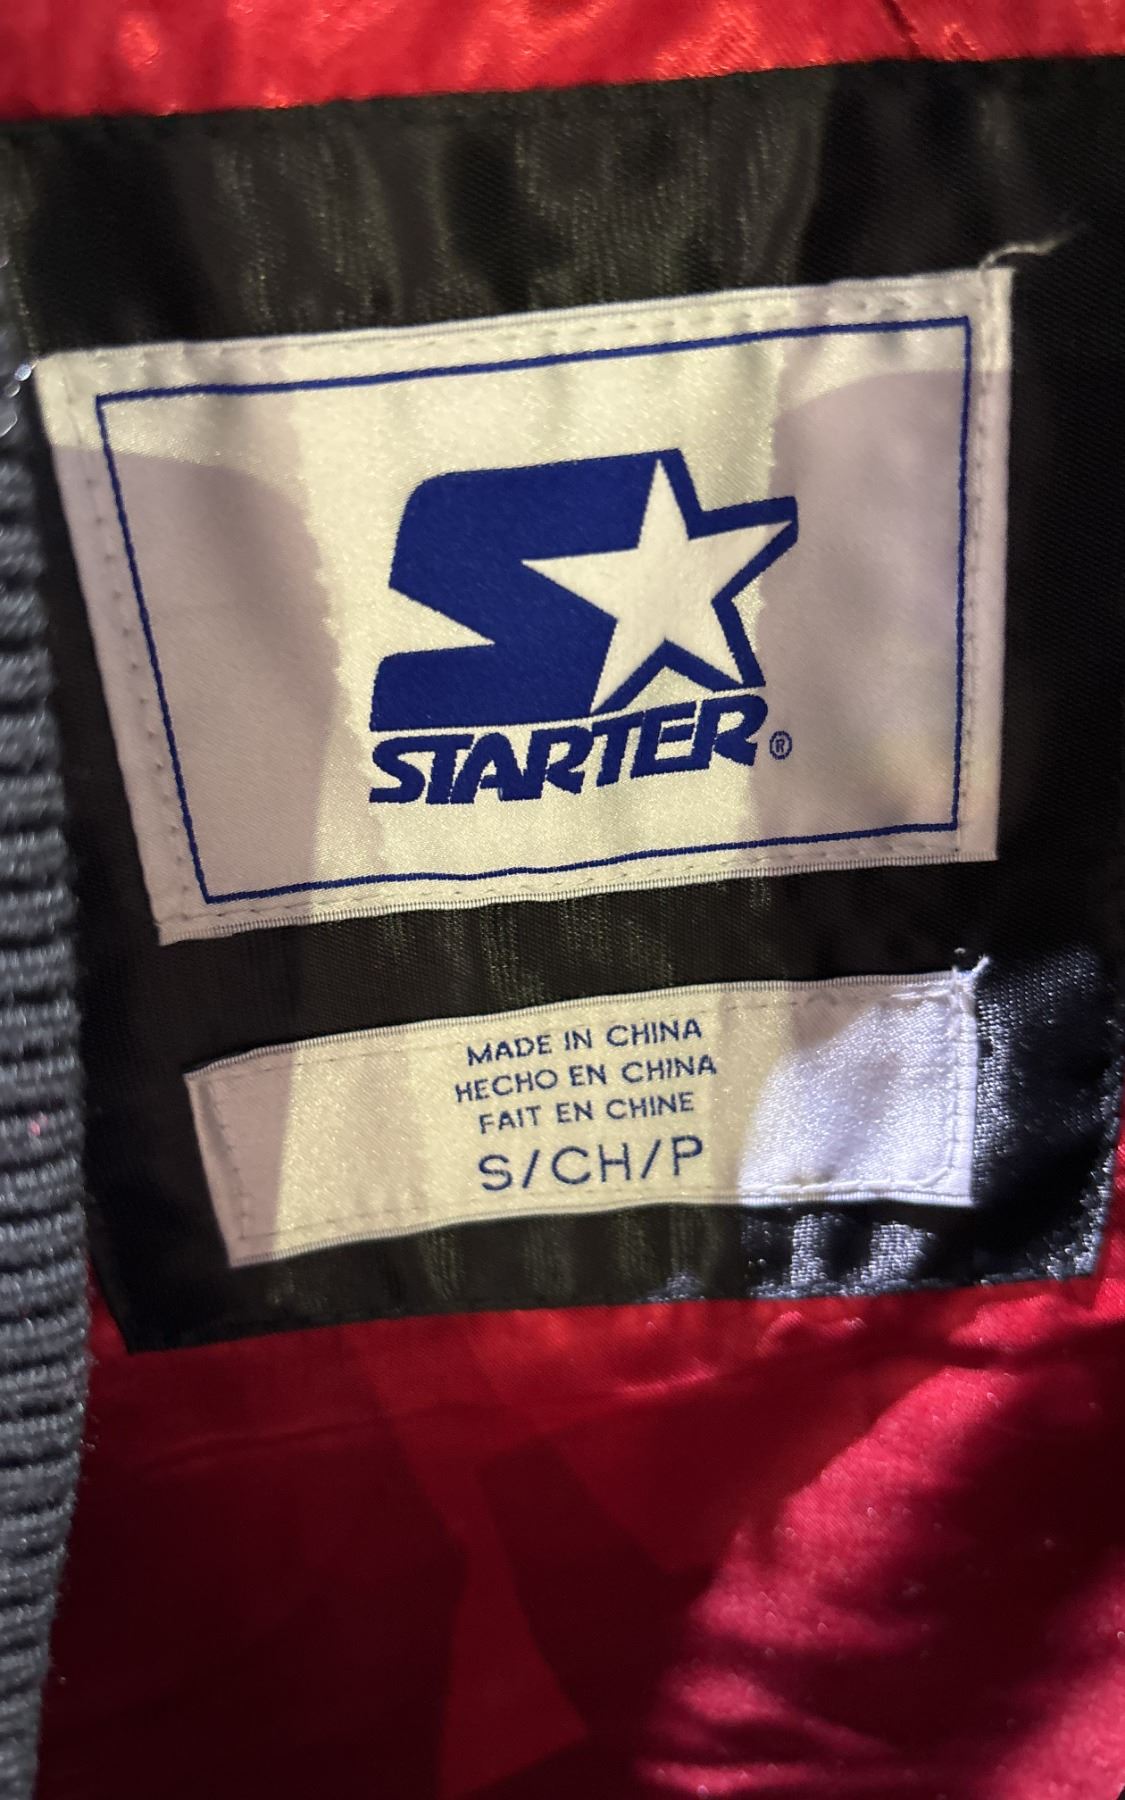 STARTER®
MADE IN CHINA
HECHO EN CHINA
FAIT EN CHINE
S/CH/P